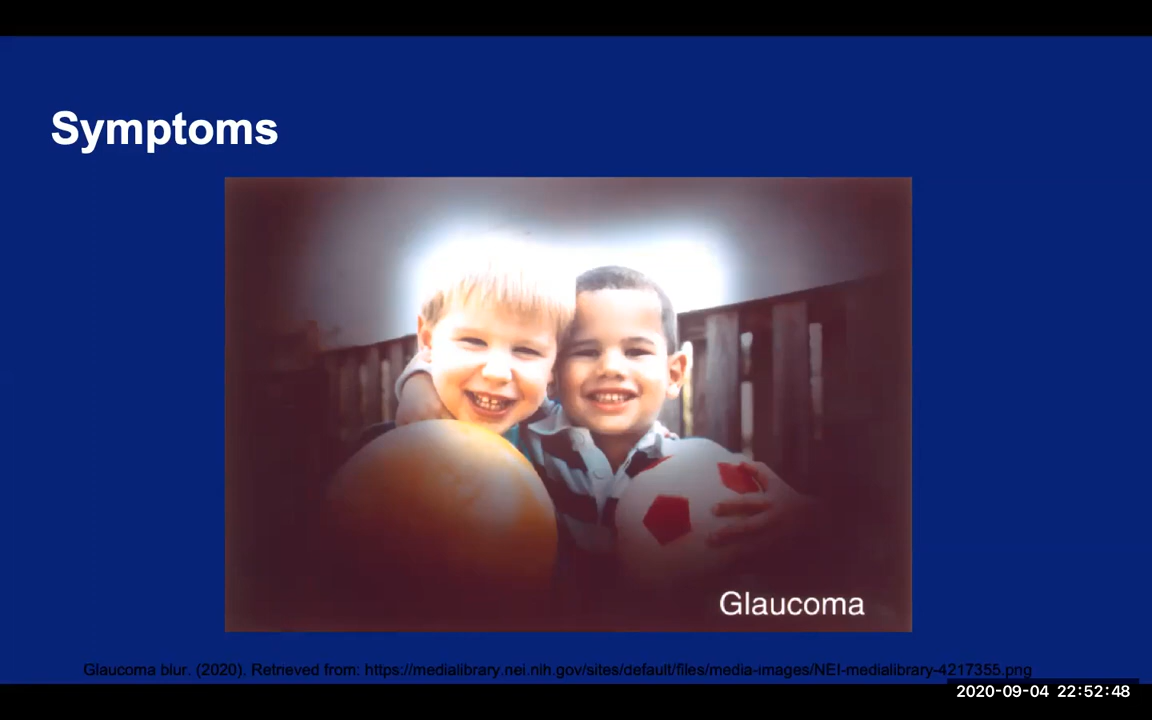 Symptoms
Glaucoma
Glaucoma blur. (2020). Retrieved from: https://medialibrary.nei.nih.gov/sites/default/files/media-images/NEI-medialibrary-4217355.png
2020-09-04 22:52:48